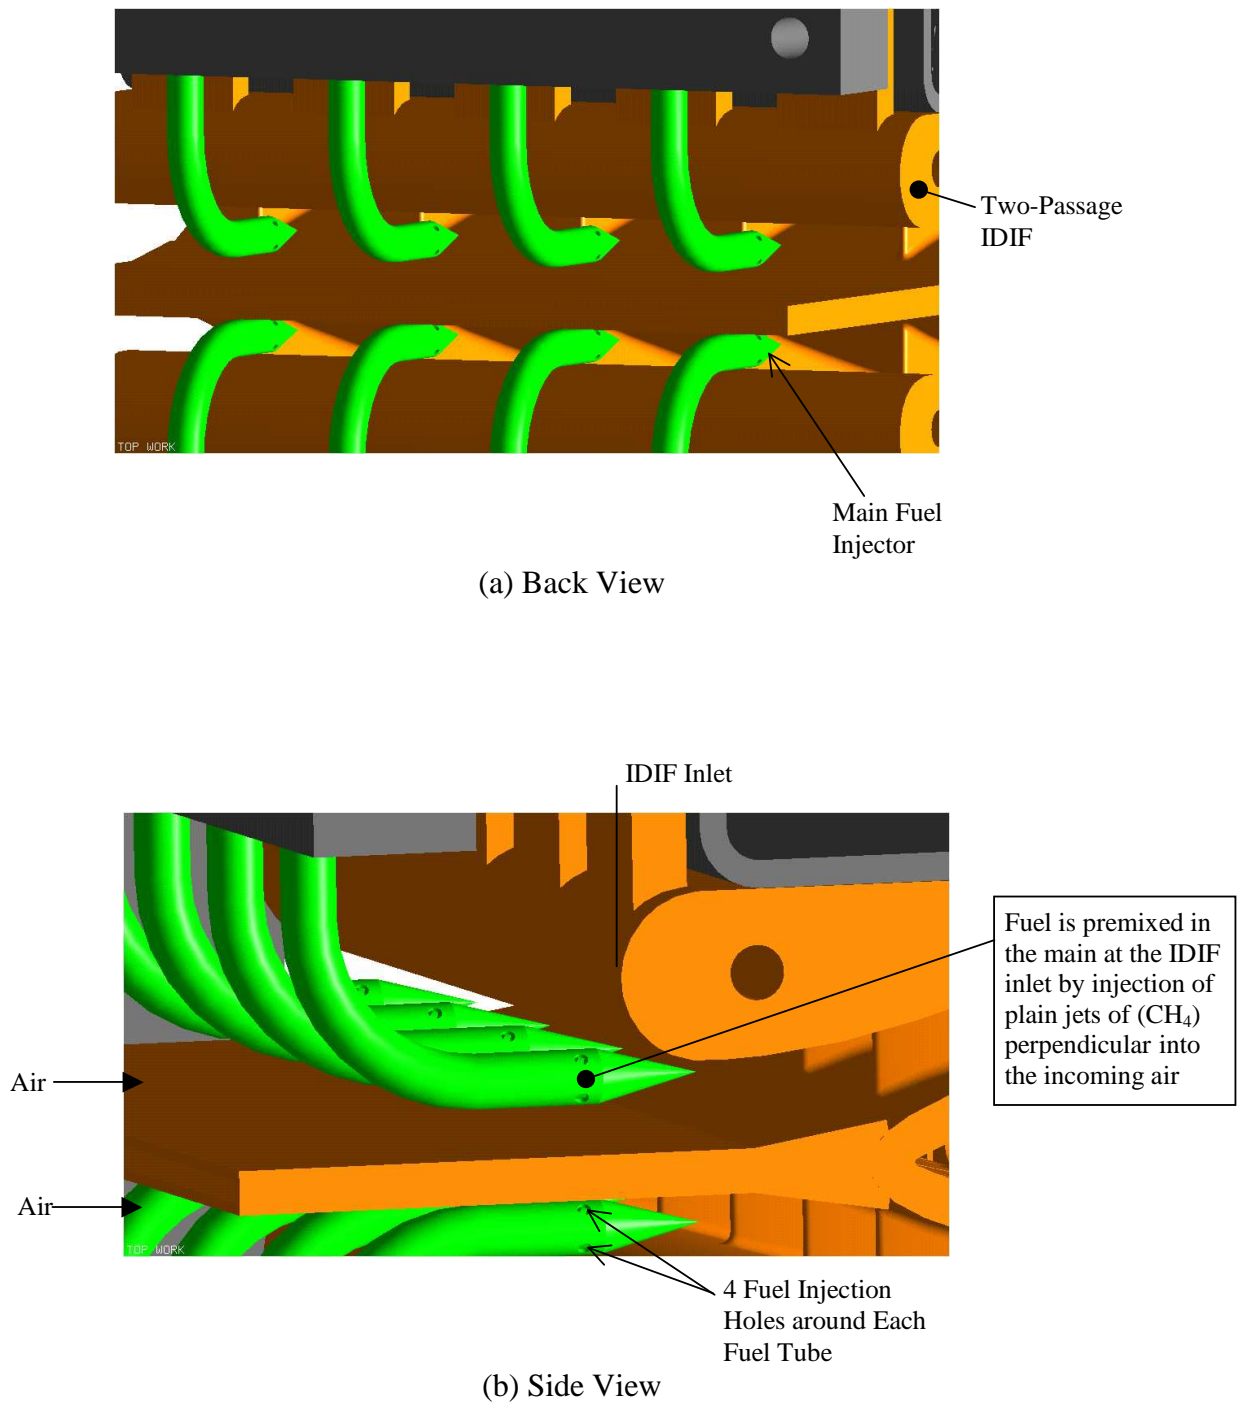 Two-Passage
IDIF
TOP WORK
Main Fuel
Injector
(a) Back View
IDIF Inlet
Fuel is premixed in
the main at the IDIF
inlet by injection of
plain jets of (CH₄)
perpendicular into
the incoming air
Air
Air
TOP WORK
4 Fuel Injection
Holes around Each
Fuel Tube
(b) Side View